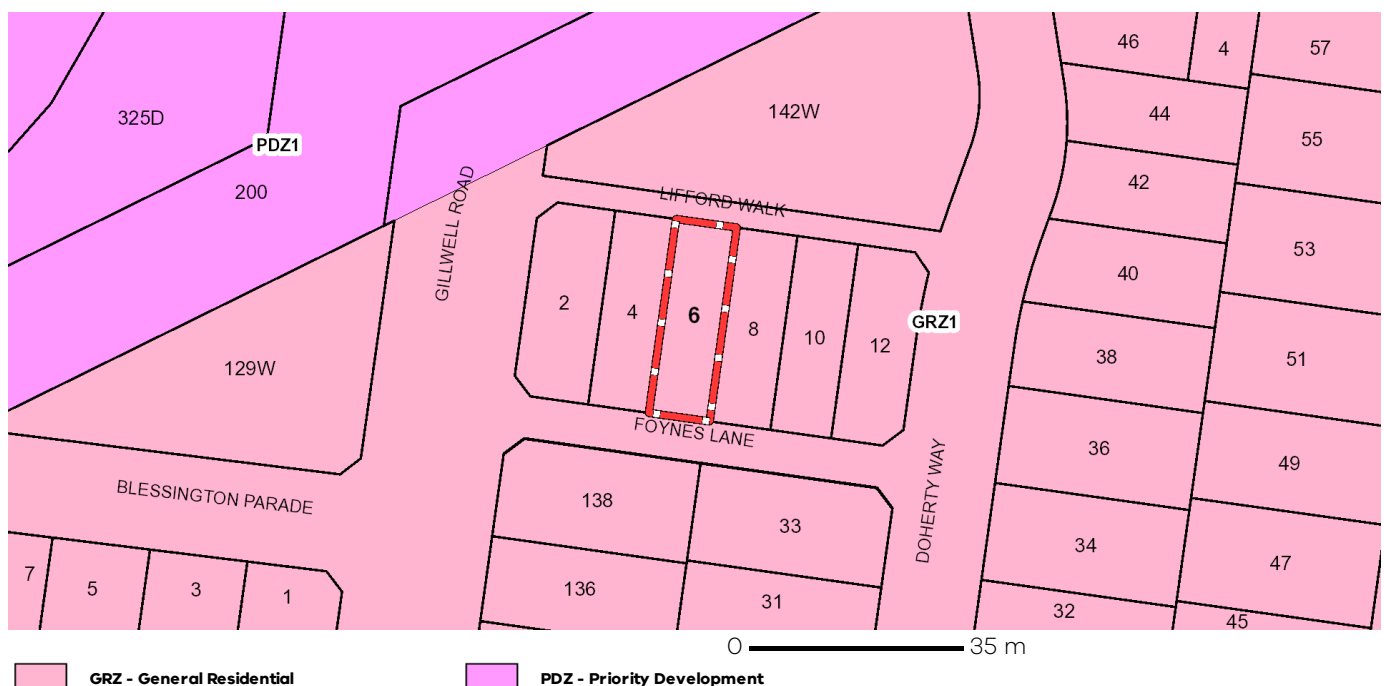 46
4
57
325D
142W
44
PDZ1
55
42
200
LIFFORD WALK
GILLWELL ROAD
53
40
2
4
6
8
10
12
GRZ1
38
51
129W
FOYNES LANE
36
49
BLESSINGTON PARADE
138
33
DOHERTY WAY
34
47
7
5
3
1
136
31
32
45
0 35 m
GRZ - General Residential
PDZ - Priority Development